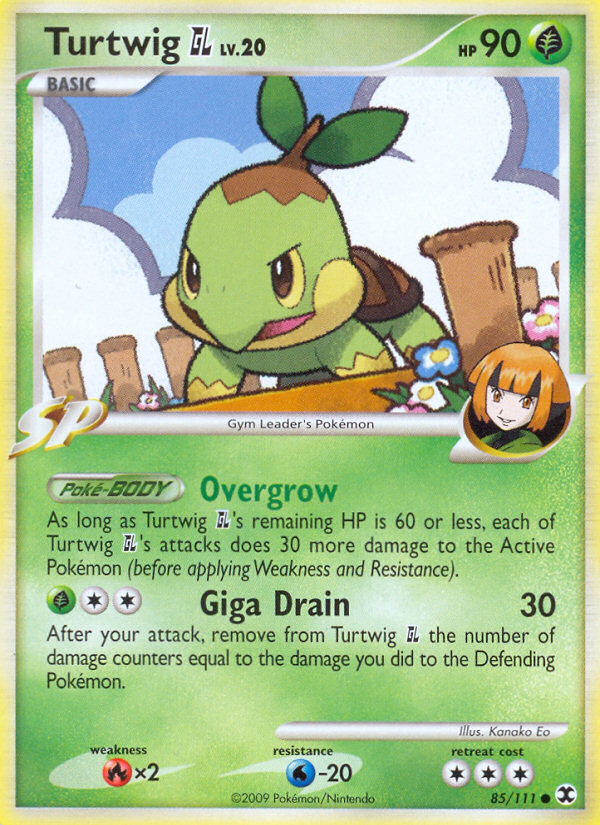 Turtwig GL LV.20 HP 90
BASIC
SP
Gym Leader's Pokémon
Poké-BODY Overgrow
As long as Turtwig GL's remaining HP is 60 or less, each of
Turtwig GL's attacks does 30 more damage to the Active
Pokémon (before applying Weakness and Resistance).
Giga Drain 30
After your attack, remove from Turtwig GL the number of
damage counters equal to the damage you did to the Defending
Pokémon.
Illus. Kanako Eo
weakness resistance retreat cost
×2 -20
©2009 Pokémon/Nintendo 85/111